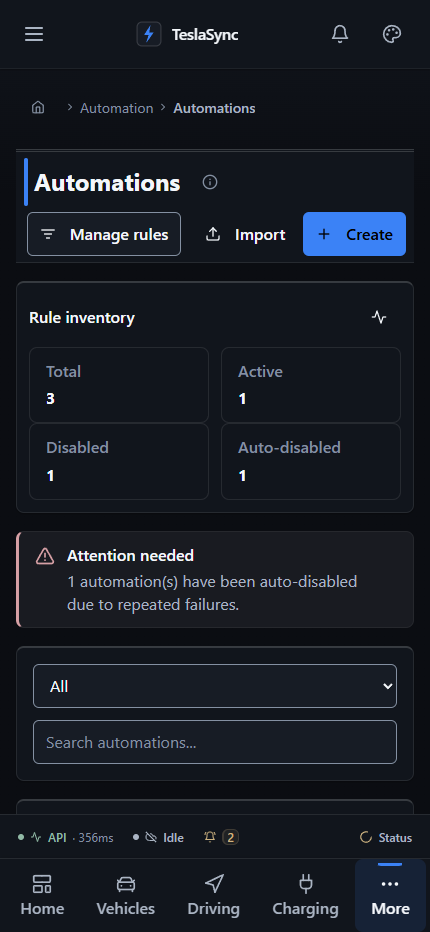 TeslaSync
Automation Automations
Automations
Manage rules Import Create
Rule inventory
Total Active
3 1
Disabled Auto-disabled
1 1
Attention needed
1 automation(s) have been auto-disabled
due to repeated failures.
All
Search automations...
API · 356ms Idle 2 Status
Home Vehicles Driving Charging More